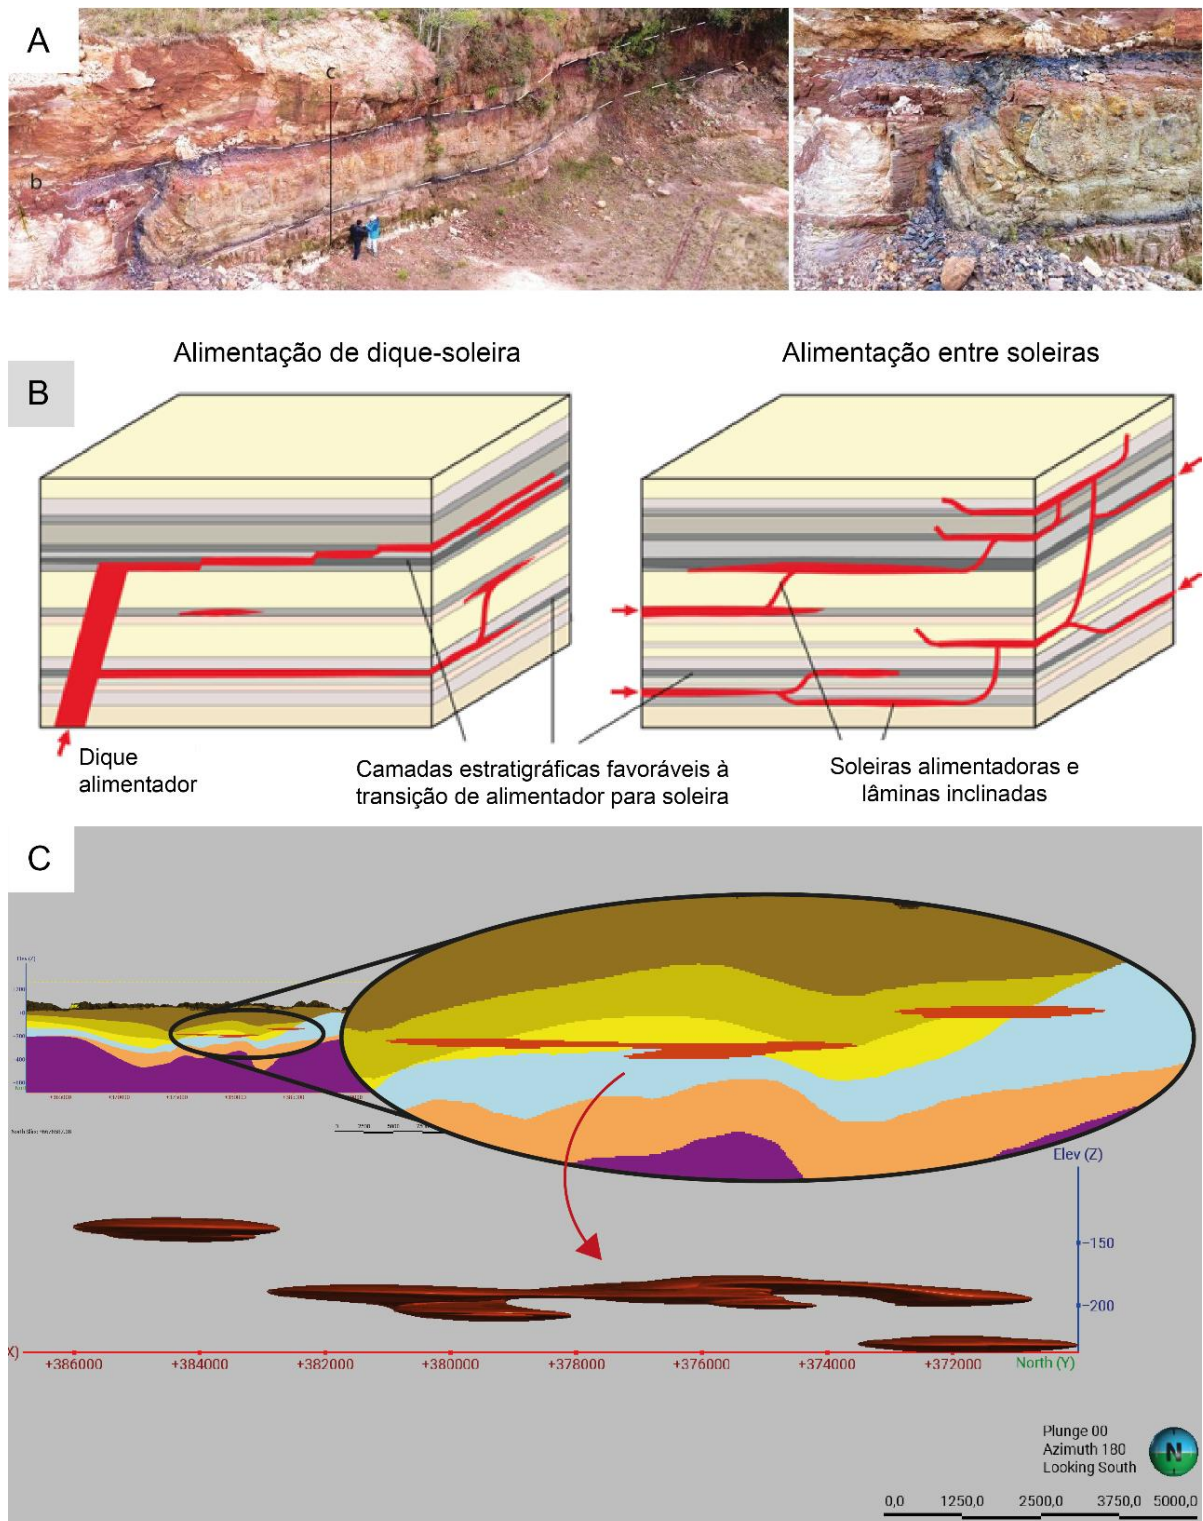 A
c
b
Alimentação de dique-soleira
Alimentação entre soleiras
B
Dique
alimentador
Camadas estratigráficas favoráveis à
transição de alimentador para soleira
Soleiras alimentadoras e
lâminas inclinadas
C
Elev (Z)
Elev (Z)
−150
−200
X)
+386000
+384000
+382000
+380000
+378000
+376000
+374000
+372000
North (Y)
Plunge 00
Azimuth 180
Looking South
N
0,0
1250,0
2500,0
3750,0
5000,0